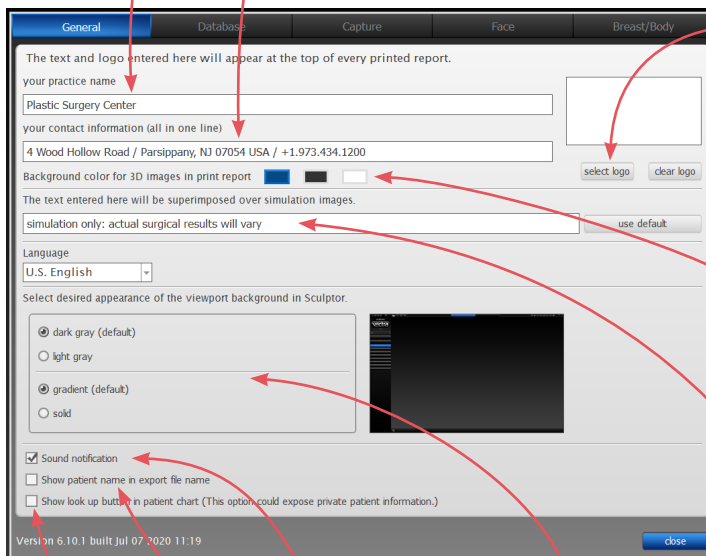 General Database Capture Face Breast/Body
The text and logo entered here will appear at the top of every printed report.
your practice name
Plastic Surgery Center
your contact information (all in one line)
4 Wood Hollow Road / Parsippany, NJ 07054 USA / +1.973.434.1200
select logo clear logo
Background color for 3D images in print report
The text entered here will be superimposed over simulation images.
simulation only: actual surgical results will vary
use default
Language
U.S. English
Select desired appearance of the viewport background in Sculptor.
dark gray (default)
light gray
gradient (default)
solid
Sound notification
Show patient name in export file name
Show look up button in patient chart (This option could expose private patient information.)
Version 6.10.1 built Jul 07 2020 11:19
close